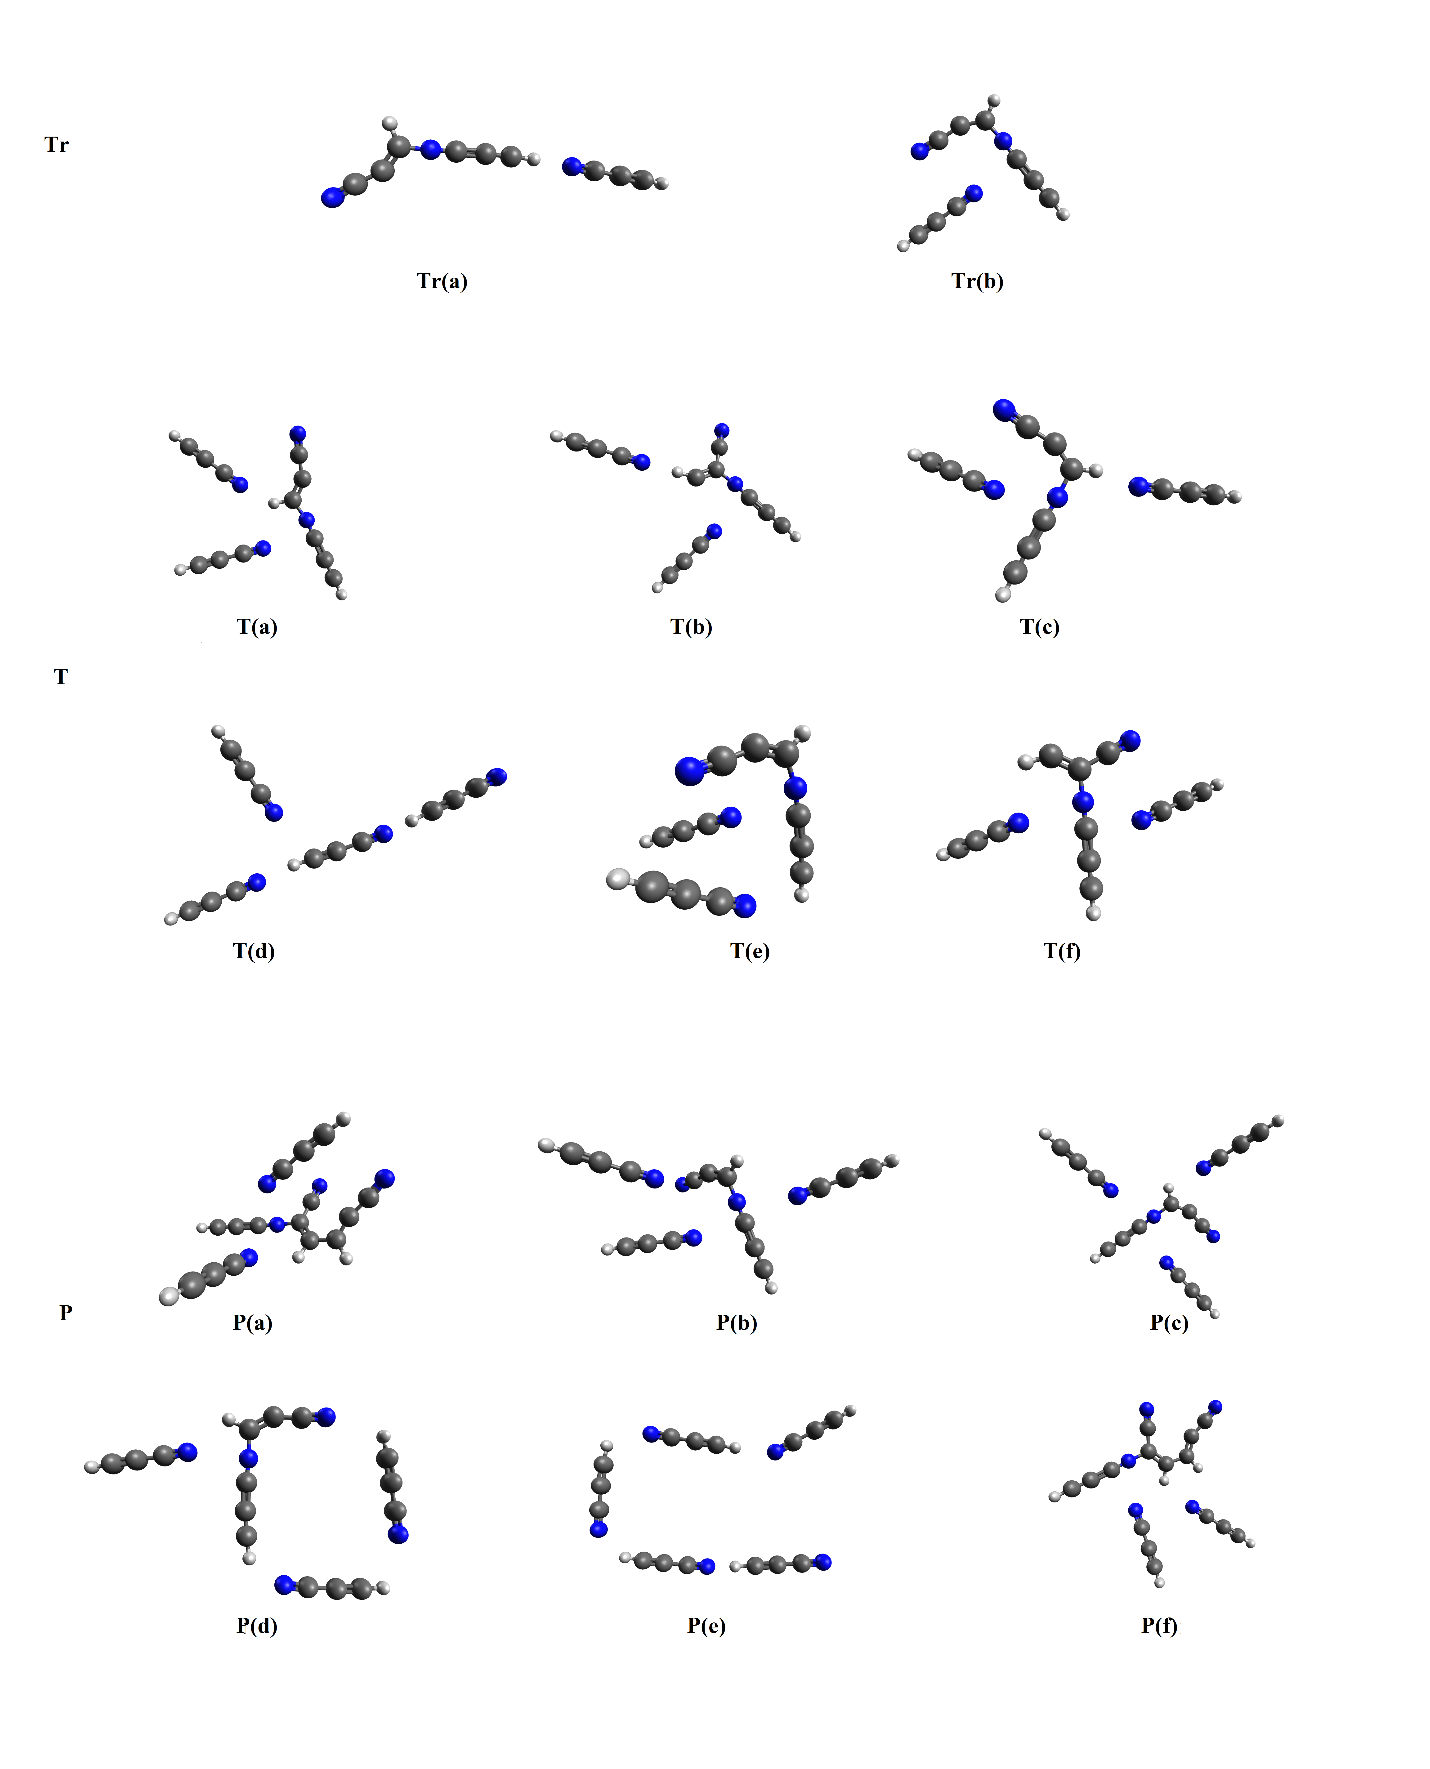 Tr
Tr(a) Tr(b)
T(a) T(b) T(c)
T
T(d) T(e) T(f)
P
P(a) P(b) P(c)
P(d) P(e) P(f)